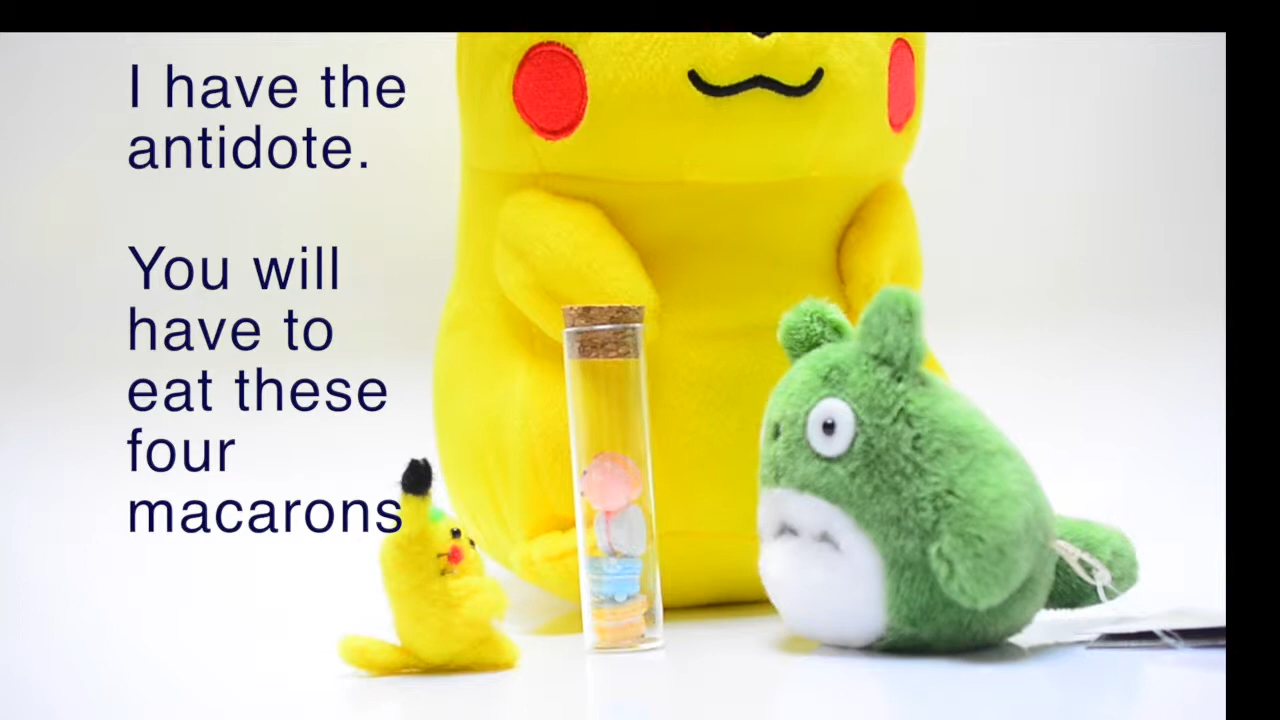 I have the
antidote.
You will
have to
eat these
four
macarons